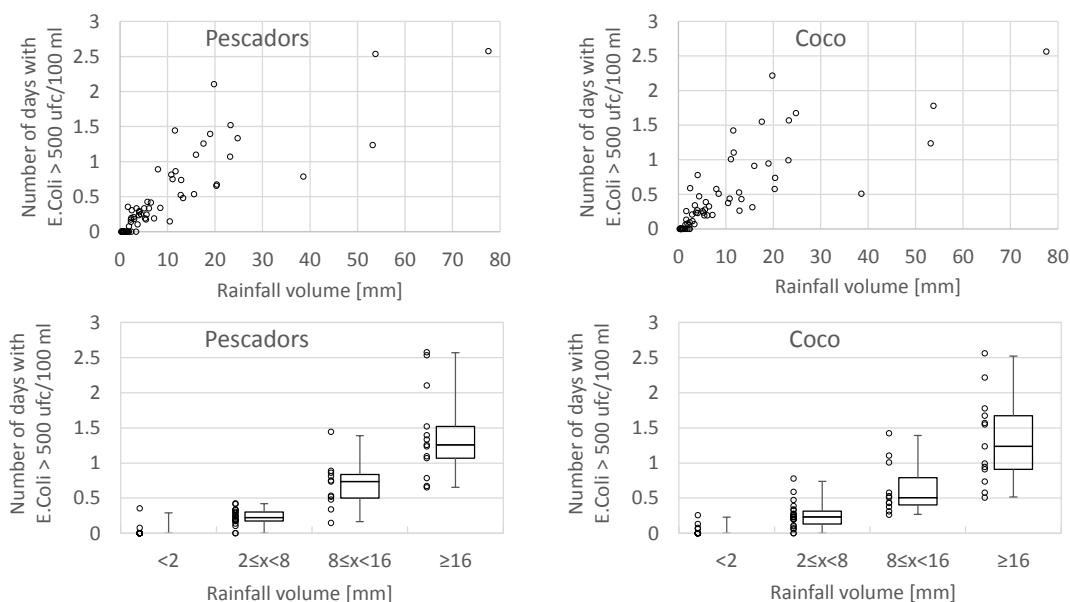 Pescadors
Number of days with
E.Coli > 500 ufc/100 ml
3
2.5
2
1.5
1
0.5
0
0 10 20 30 40 50 60 70 80
Rainfall volume [mm]
Coco
Number of days with
E.Coli > 500 ufc/100 ml
3
2.5
2
1.5
1
0.5
0
0 10 20 30 40 50 60 70 80
Rainfall volume [mm]
Pescadors
Number of days with
E.Coli > 500 ufc/100 ml
3
2.5
2
1.5
1
0.5
0
<2 2≤x<8 8≤x<16 ≥16
Rainfall volume [mm]
Coco
Number of days with
E.Coli > 500 ufc/100 ml
3
2.5
2
1.5
1
0.5
0
<2 2≤x<8 8≤x<16 ≥16
Rainfall volume [mm]